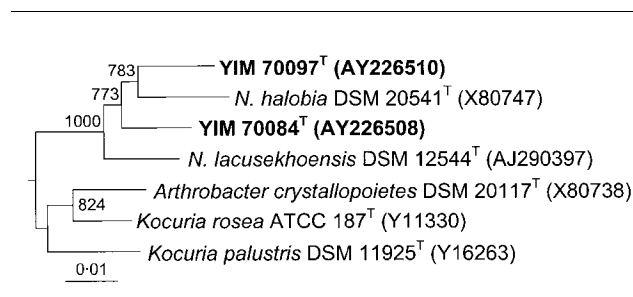 783
YIM 70097ᵀ (AY226510)
773
N. halobia DSM 20541ᵀ (X80747)
1000
YIM 70084ᵀ (AY226508)
N. lacusekhoensis DSM 12544ᵀ (AJ290397)
Arthrobacter crystallopoietes DSM 20117ᵀ (X80738)
824
Kocuria rosea ATCC 187ᵀ (Y11330)
Kocuria palustris DSM 11925ᵀ (Y16263)
0·01